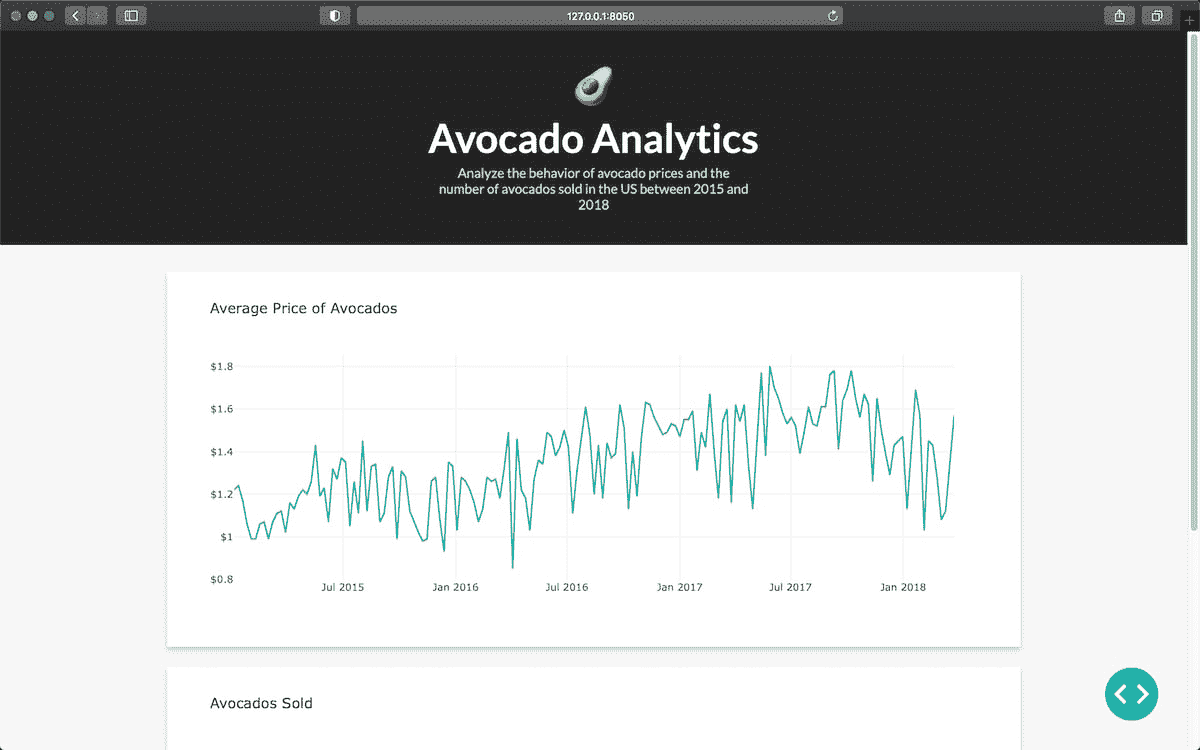 127.0.0.1:8050
Avocado Analytics
Analyze the behavior of avocado prices and the
number of avocados sold in the US between 2015 and
2018
Average Price of Avocados
$1.8
$1.6
$1.4
$1.2
$1
$0.8
Jul 2015 Jan 2016 Jul 2016 Jan 2017 Jul 2017 Jan 2018
Avocados Sold